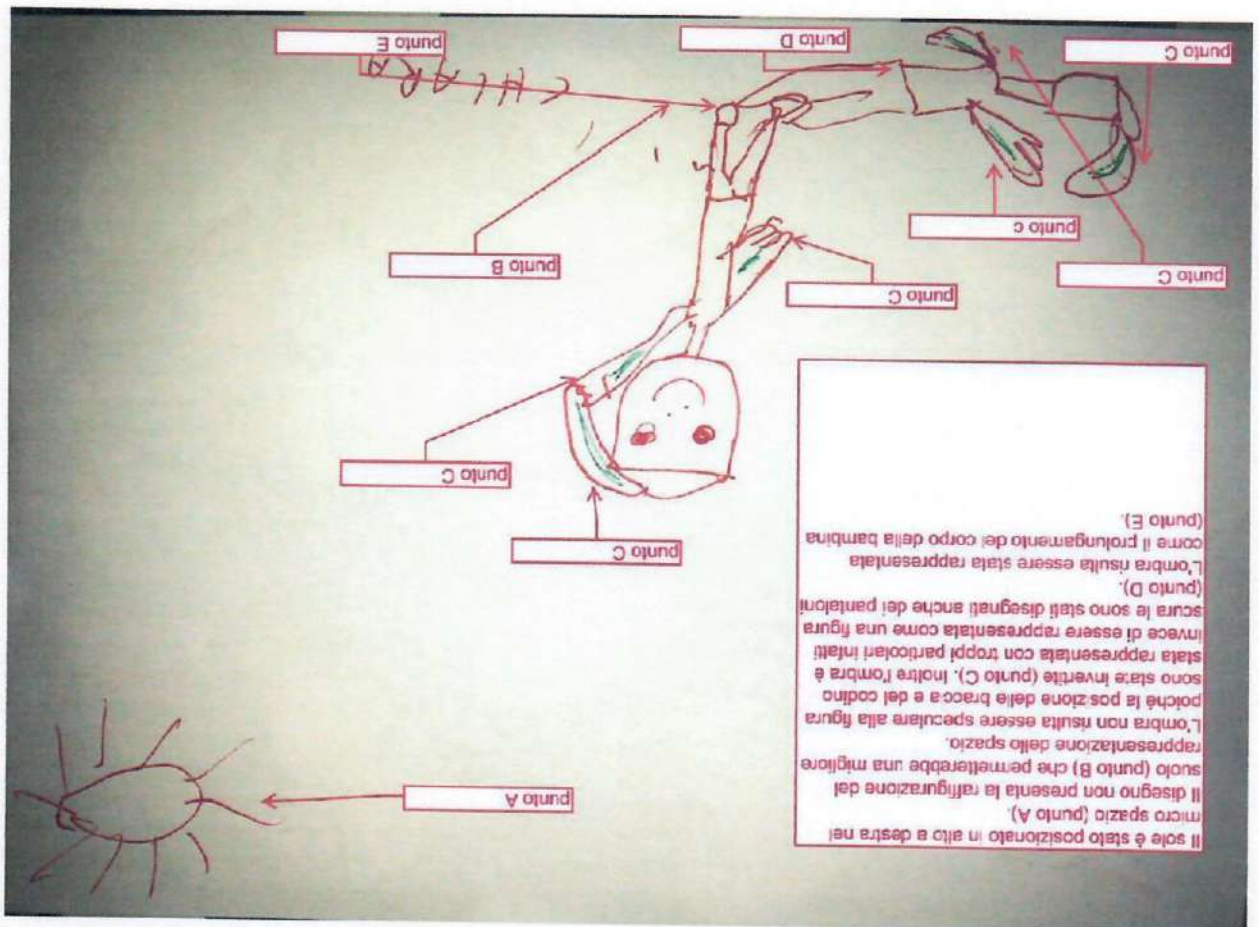 Il sole è stato posizionato in alto a destra nel
micro spazio (punto A).
Il disegno non presenta la raffigurazione del
suolo (punto B) che permetterebbe una migliore
rappresentazione dello spazio.
L'ombra non risulta essere speculare alla figura
poiché la posizione delle braccia e del codino
sono state invertite (punto C). Inoltre l'ombra è
stata rappresentata con troppi particolari infatti
invece di essere rappresentata come una figura
scura le sono stati disegnati anche dei pantaloni
(punto D).
L'ombra risulta essere stata rappresentata
come il prolungamento del corpo della bambina
(punto E).
punto A
punto C
punto C
punto C
punto C
punto B
punto c
CHIARA
punto C
punto D
punto E